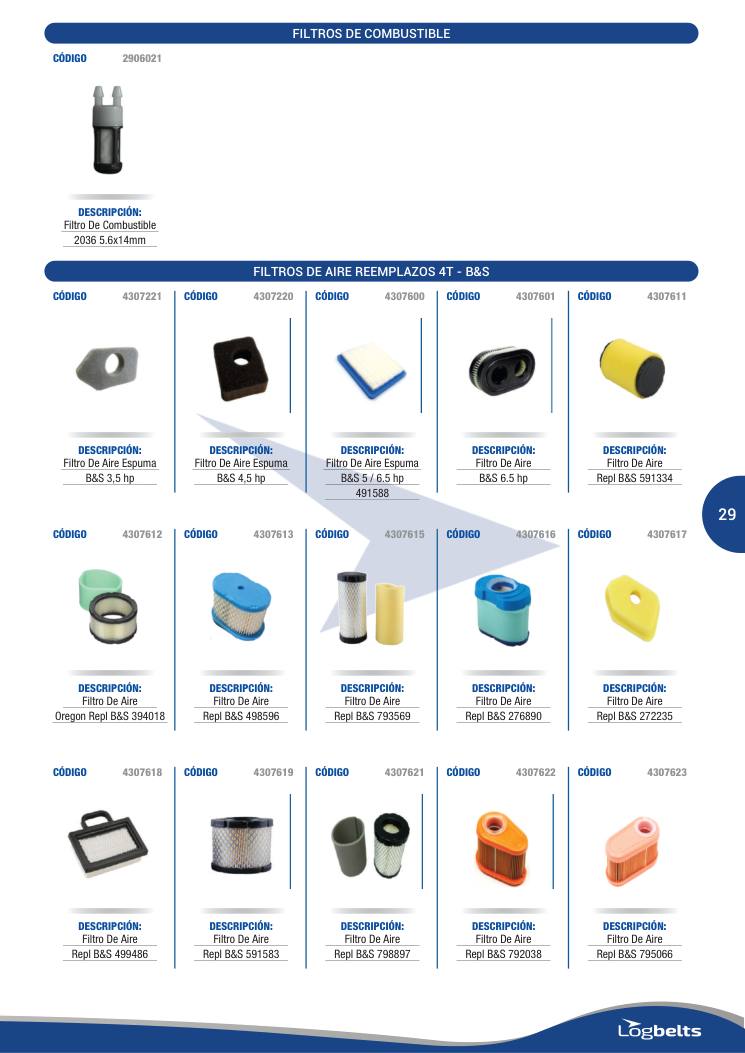 FILTROS DE COMBUSTIBLE
CÓDIGO 2906021
DESCRIPCIÓN:
Filtro De Combustible
2036 5.6x14mm
FILTROS DE AIRE REEMPLAZOS 4T - B&S
CÓDIGO 4307221
DESCRIPCIÓN:
Filtro De Aire Espuma
B&S 3,5 hp
CÓDIGO 4307220
DESCRIPCIÓN:
Filtro De Aire Espuma
B&S 4,5 hp
CÓDIGO 4307600
DESCRIPCIÓN:
Filtro De Aire Espuma
B&S 5 / 6.5 hp
491588
CÓDIGO 4307601
DESCRIPCIÓN:
Filtro De Aire
B&S 6.5 hp
CÓDIGO 4307611
DESCRIPCIÓN:
Filtro De Aire
Repl B&S 591334
29
CÓDIGO 4307612
DESCRIPCIÓN:
Filtro De Aire
Oregon Repl B&S 394018
CÓDIGO 4307613
DESCRIPCIÓN:
Filtro De Aire
Repl B&S 498596
CÓDIGO 4307615
DESCRIPCIÓN:
Filtro De Aire
Repl B&S 793569
CÓDIGO 4307616
DESCRIPCIÓN:
Filtro De Aire
Repl B&S 276890
CÓDIGO 4307617
DESCRIPCIÓN:
Filtro De Aire
Repl B&S 272235
CÓDIGO 4307618
DESCRIPCIÓN:
Filtro De Aire
Repl B&S 499486
CÓDIGO 4307619
DESCRIPCIÓN:
Filtro De Aire
Repl B&S 591583
CÓDIGO 4307621
DESCRIPCIÓN:
Filtro De Aire
Repl B&S 798897
CÓDIGO 4307622
DESCRIPCIÓN:
Filtro De Aire
Repl B&S 792038
CÓDIGO 4307623
DESCRIPCIÓN:
Filtro De Aire
Repl B&S 795066
Logbelts